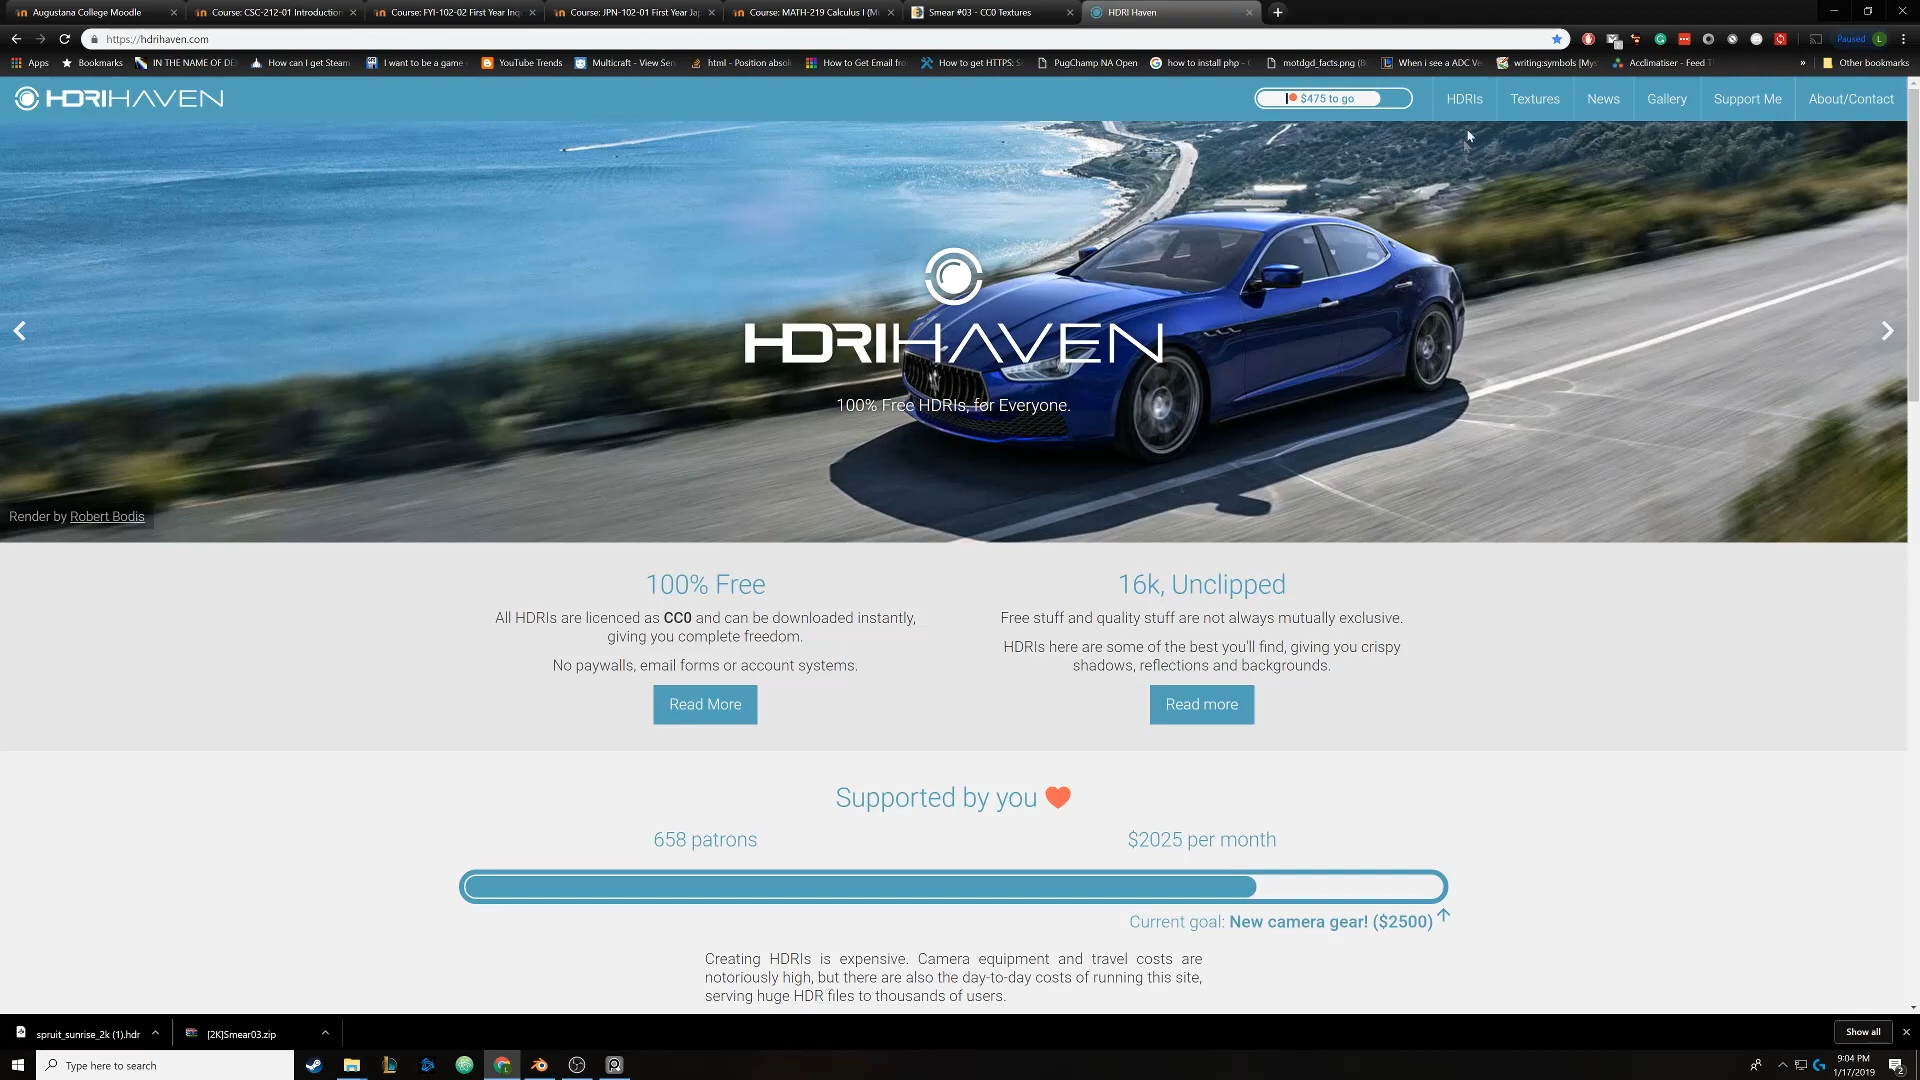 Augustana College Moodle
Course: CSC-212-01 Introduction
Course: FYI-102-02 First Year Inq
Course: JPN-102-01 First Year Ja
Course: MATH-219 Calculus I (M
Smear #03 - CC0 Textures
HDRI Haven
https://hdrihaven.com
Paused
L
Apps
Bookmarks
IN THE NAME OF DE
How can I get Steam
I want to be a game
YouTube Trends
Multicraft - View Serv
html - Position absol
How to Get Email fro
How to get HTTPS: S
PugChamp NA Open
how to install php -
motdgd_facts.png (8
When i see a ADC Ve
writing:symbols [Mys
Acclimatiser - Feed T
»
Other bookmarks
HDRIHAVEN
$475 to go
HDRIs
Textures
News
Gallery
Support Me
About/Contact
HDRIHAVEN
100% Free HDRIs, for Everyone.
Render by Robert Bodis
100% Free
All HDRIs are licenced as CC0 and can be downloaded instantly,
giving you complete freedom.
No paywalls, email forms or account systems.
Read More
16k, Unclipped
Free stuff and quality stuff are not always mutually exclusive.
HDRIs here are some of the best you'll find, giving you crispy
shadows, reflections and backgrounds.
Read more
Supported by you
658 patrons
$2025 per month
Current goal: New camera gear! ($2500)
Creating HDRIs is expensive. Camera equipment and travel costs are
notoriously high, but there are also the day-to-day costs of running this site,
serving huge HDR files to thousands of users.
spruit_sunrise_2k (1).hdr
[2K]Smear03.zip
Show all
Type here to search
9:04 PM
1/17/2019
2